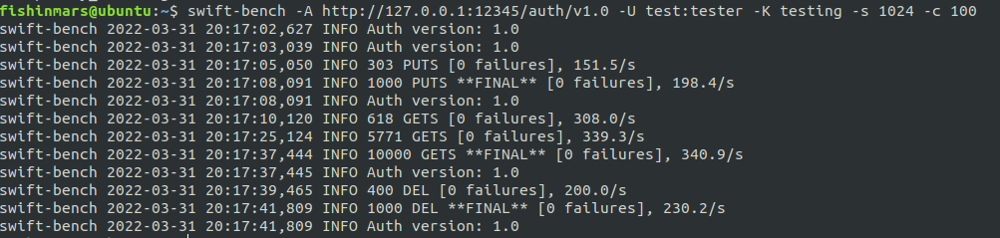 fishinmars@ubuntu:~$ swift-bench -A http://127.0.0.1:12345/auth/v1.0 -U test:tester -K testing -s 1024 -c 100
swift-bench 2022-03-31 20:17:02,627 INFO Auth version: 1.0
swift-bench 2022-03-31 20:17:03,039 INFO Auth version: 1.0
swift-bench 2022-03-31 20:17:05,050 INFO 303 PUTS [0 failures], 151.5/s
swift-bench 2022-03-31 20:17:08,091 INFO 1000 PUTS **FINAL** [0 failures], 198.4/s
swift-bench 2022-03-31 20:17:08,091 INFO Auth version: 1.0
swift-bench 2022-03-31 20:17:10,120 INFO 618 GETS [0 failures], 308.0/s
swift-bench 2022-03-31 20:17:25,124 INFO 5771 GETS [0 failures], 339.3/s
swift-bench 2022-03-31 20:17:37,444 INFO 10000 GETS **FINAL** [0 failures], 340.9/s
swift-bench 2022-03-31 20:17:37,445 INFO Auth version: 1.0
swift-bench 2022-03-31 20:17:39,465 INFO 400 DEL [0 failures], 200.0/s
swift-bench 2022-03-31 20:17:41,809 INFO 1000 DEL **FINAL** [0 failures], 230.2/s
swift-bench 2022-03-31 20:17:41,809 INFO Auth version: 1.0